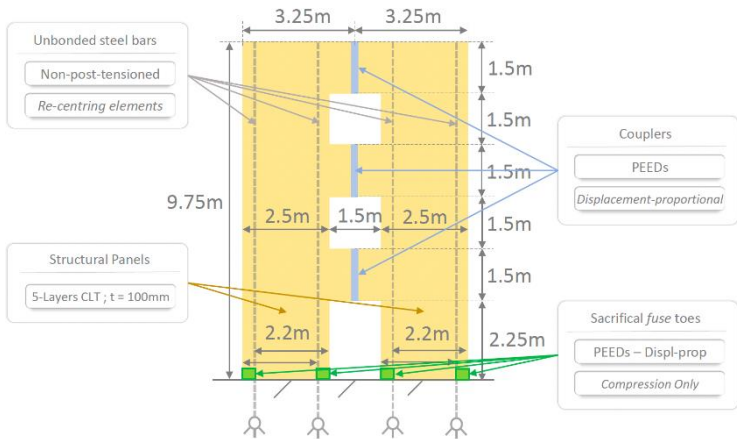 3.25m 3.25m
Unbonded steel bars
Non-post-tensioned
Re-centring elements
1.5m
1.5m
Couplers
PEEDs
Displacement-proportional
1.5m
9.75m
2.5m 1.5m 2.5m
1.5m
Structural Panels
5-Layers CLT ; t = 100mm
1.5m
2.2m 2.2m
2.25m
Sacrifical fuse toes
PEEDs – Displ-prop
Compression Only